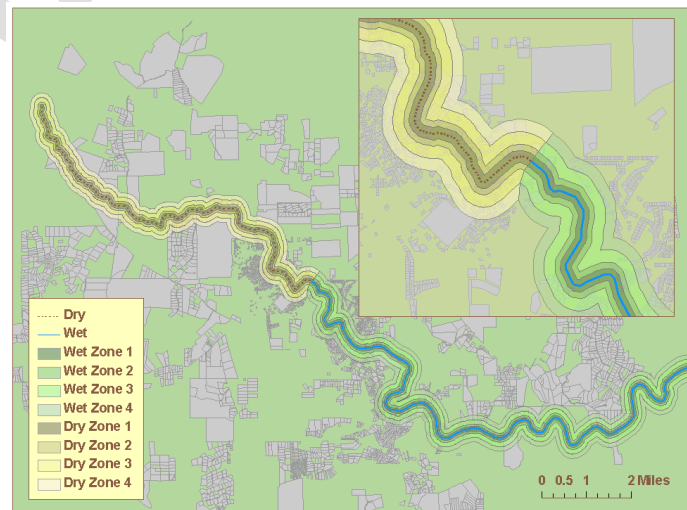 Dry
Wet
Wet Zone 1
Wet Zone 2
Wet Zone 3
Wet Zone 4
Dry Zone 1
Dry Zone 2
Dry Zone 3
Dry Zone 4
0 0.5 1 2 Miles